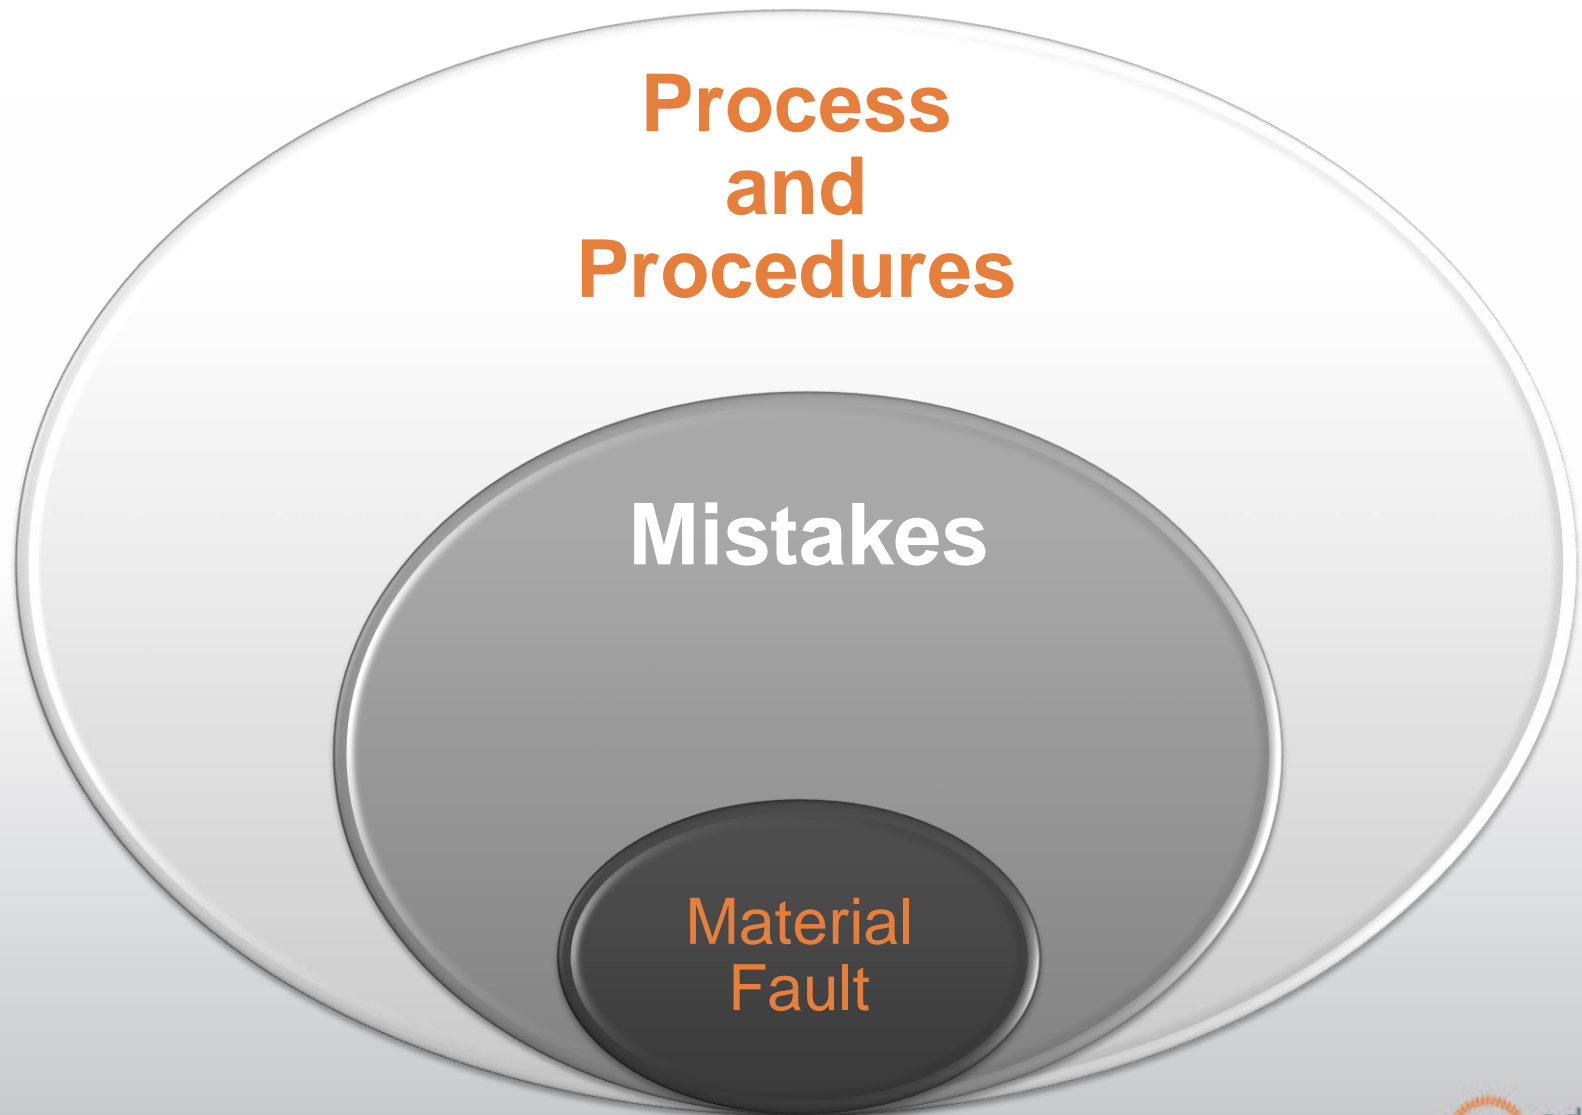 Process
and
Procedures
Mistakes
Material
Fault